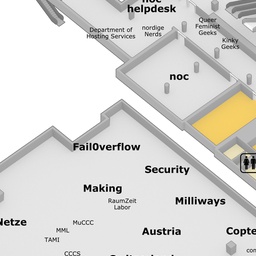 noc
helpdesk
Department of
Hosting Services
nordige
Nerds
Queer
Feminist
Geeks
Kinky
Geeks
noc
Fail0verflow
Security
Making
RaumZeit
Labor
Milliways
Netze
MuCCC
MML
TAMI
Austria
CCCS